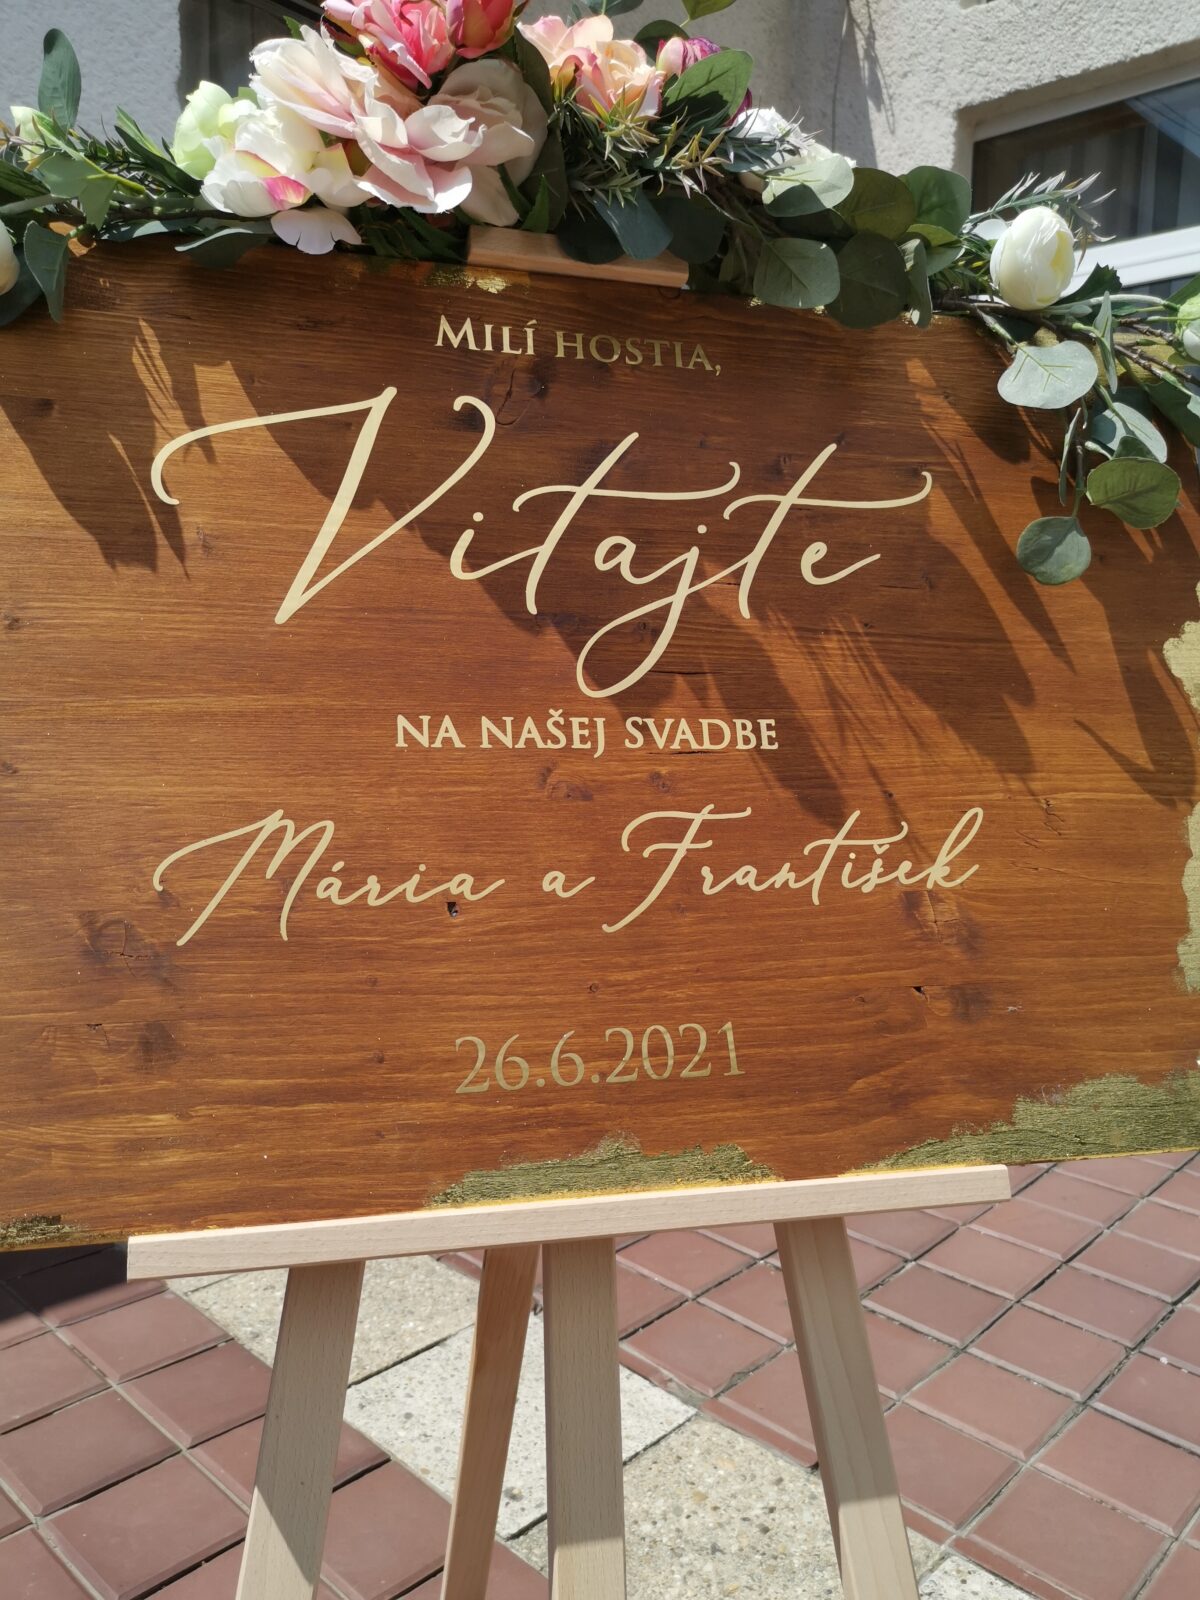 Milí hostia,
Vitajte
NA NAŠEJ SVADBE
Mária a František
26.6.2021